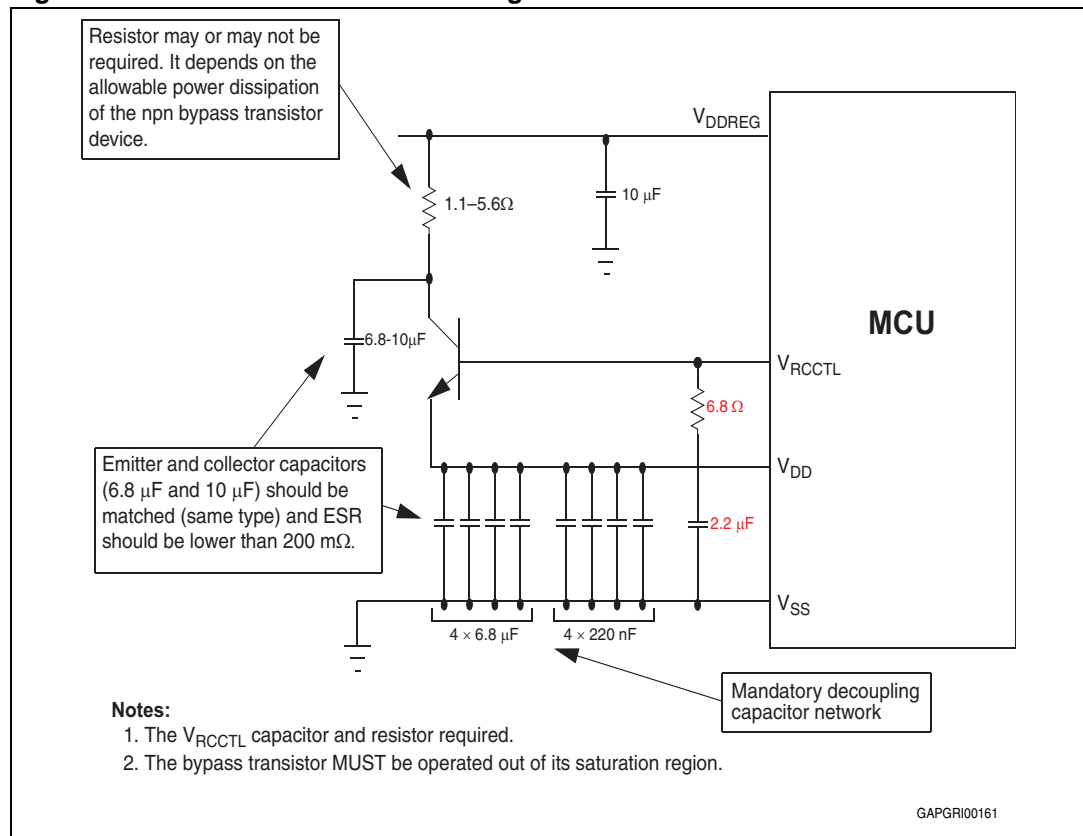 Resistor may or may not be
required. It depends on the
allowable power dissipation
of the npn bypass transistor
device.
VDDREG
10 μF
1.1–5.6Ω
MCU
6.8-10μF
VRCCTL
6.8 Ω
Emitter and collector capacitors
(6.8 μF and 10 μF) should be
matched (same type) and ESR
should be lower than 200 mΩ.
VDD
2.2 μF
VSS
4 × 6.8 μF
4 × 220 nF
Mandatory decoupling
capacitor network
Notes:
1. The VRCCTL capacitor and resistor required.
2. The bypass transistor MUST be operated out of its saturation region.
GAPGRI00161